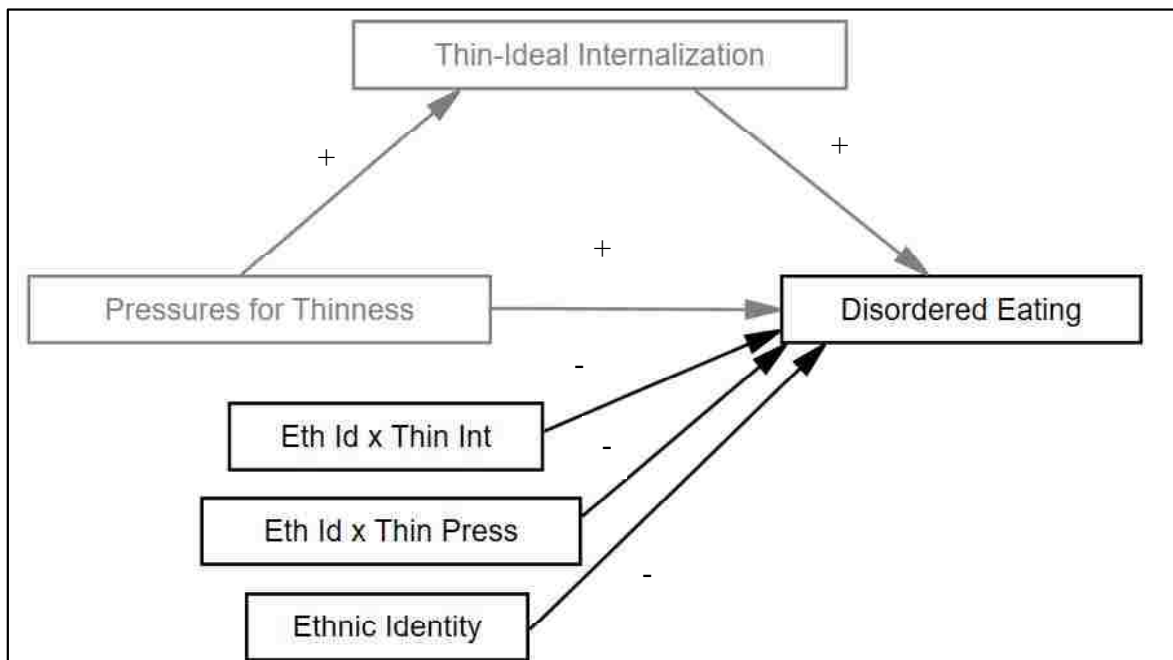 Thin-Ideal Internalization
+
+
+
Pressures for Thinness
Disordered Eating
-
Eth Id x Thin Int
-
Eth Id x Thin Press
-
Ethnic Identity